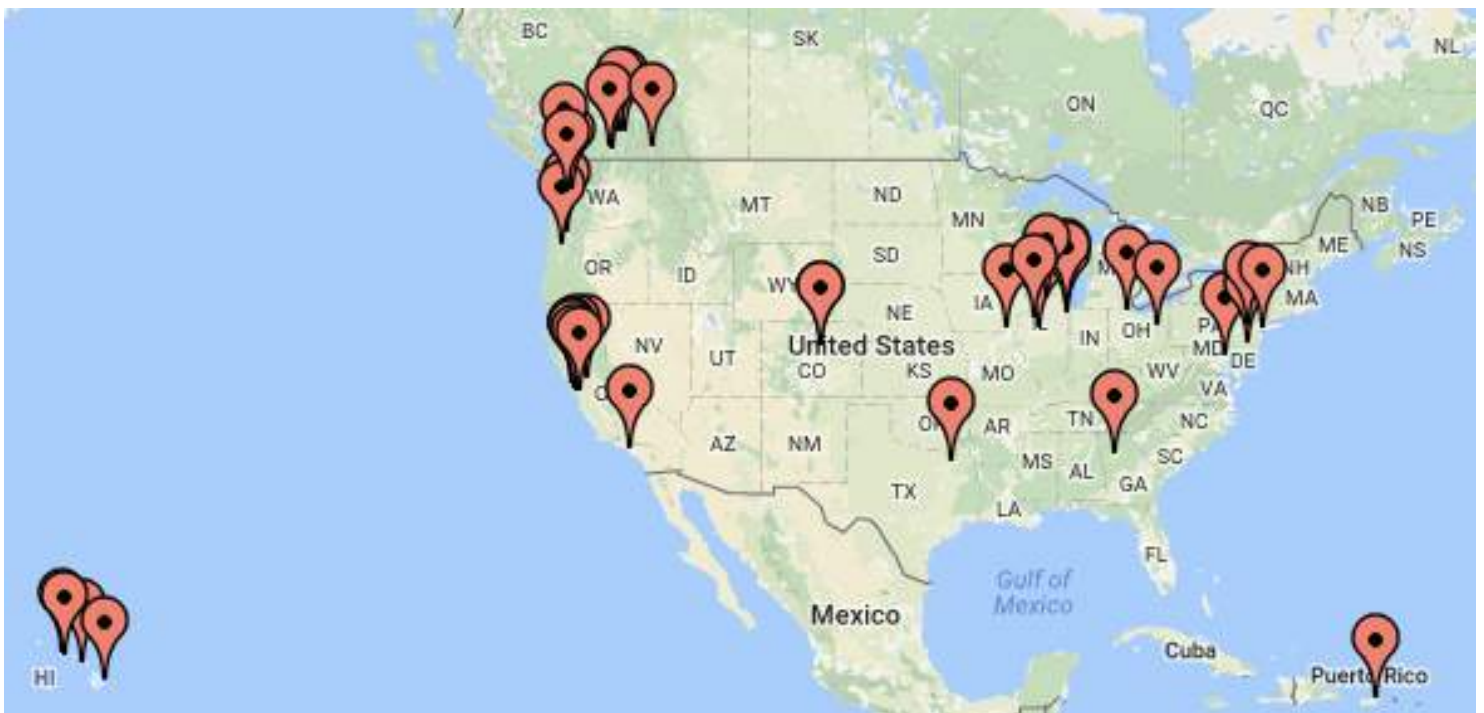 BC
SK
NL
ON
QC
WA
MT
ND
MN
NB
PE
ME
NS
OR
ID
SD
WY
NH
IA
MA
NE
NV
UT
United States
IN
OH
PA
MD
DE
CO
KS
MO
WV
VA
AZ
NM
AR
TN
NC
MS
AL
SC
GA
TX
LA
FL
Gulf of
Mexico
Mexico
Cuba
HI
Puerto Rico